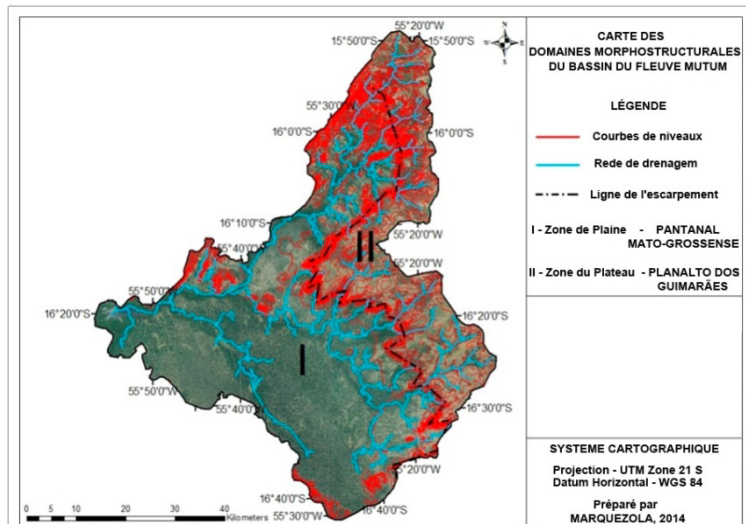 CARTE DES
DOMAINES MORPHOSTRUCTURALES
DU BASSIN DU FLEUVE MUTUM
LÉGENDE
Courbes de niveaux
Rede de drenagem
Ligne de l'escarpement
I - Zone de Plaine - PANTANAL
MATO-GROSSENSE
II - Zone du Plateau - PLANALTO DOS
GUIMARÃES
SYSTEME CARTOGRAPHIQUE
Projection - UTM Zone 21 S
Datum Horizontal - WGS 84
Préparé par
MARQUEZOLA, 2014
55°20'0"W
15°50'0"S
15°50'0"S
N
W
E
S
55°30'0"W
16°0'0"S
16°0'0"S
16°10'0"S
55°40'0"W
II
55°20'0"W
55°20'0"W
55°50'0"W
16°20'0"S
16°20'0"S
I
55°50'0"W
55°40'0"W
16°30'0"S
55°20'0"W
16°40'0"S
16°40'0"S
55°30'0"W
0 5 10 20 30 40
Kilometers